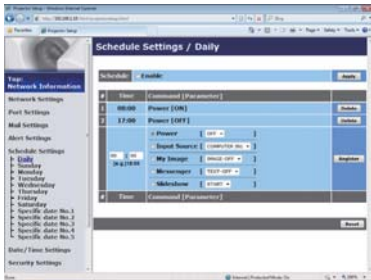 Schedule Settings / Daily
Top:
Network Information
Network Settings
Port Settings
Mail Settings
Alert Settings
Schedule Settings
Daily
Sunday
Monday
Tuesday
Wednesday
Thursday
Friday
Saturday
Specific date No.1
Specific date No.2
Specific date No.3
Specific date No.4
Specific date No.5
Date/Time Settings
Security Settings
Schedule Enable Apply
# Time Command [Parameter]
1 08:00 Power [ON] Delete
2 17:00 Power [OFF] Delete
Power [ OFF ]
Input Source [ ]
My Image [ IMAGE-OFF ]
Messenger [ TEXT-OFF ]
Slideshow [ START ]
Register
# Time Command [Parameter]
Reset